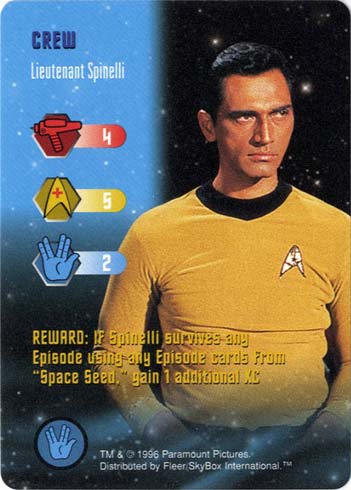 CREW
Lieutenant Spinelli
4
5
2
REWARD: If Spinelli survives any
Episode using any Episode cards from
"Space Seed," gain 1 additional XC
TM & © 1996 Paramount Pictures.
Distributed by Fleer/SkyBox International.™